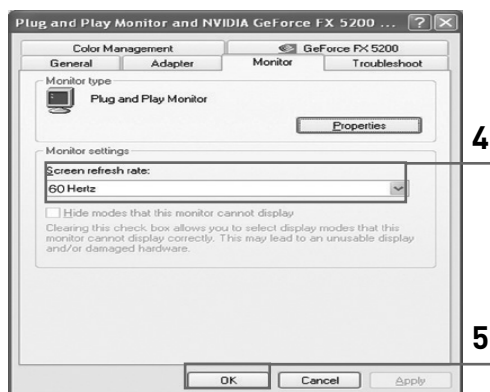 Plug and Play Monitor and NVIDIA GeForce FX 5200 ...
Color Management GeForce FX 5200
General Adapter Monitor Troubleshoot
Monitor type
Plug and Play Monitor
Properties
4
Monitor settings
Screen refresh rate:
60 Hertz
Hide modes that this monitor cannot display
Clearing this check box allows you to select display modes that this
monitor cannot display correctly. This may lead to an unusable display
and/or damaged hardware.
5
OK Cancel Apply